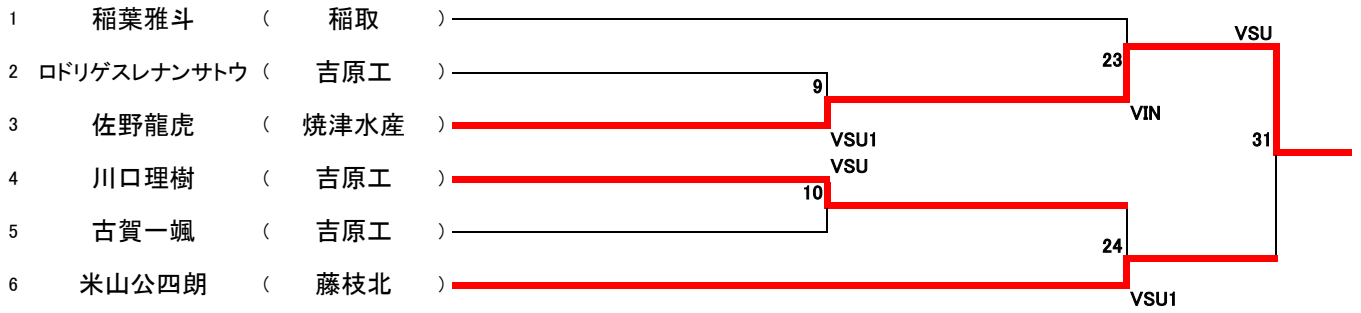 1 稲葉雅斗 ( 稲取 )
VSU
2 ロドリゲスレナンサトウ ( 吉原工 )
23
9
3 佐野龍虎 ( 焼津水産 )
VIN
VSU1
31
VSU
4 川口理樹 ( 吉原工 )
10
5 古賀一颯 ( 吉原工 )
24
6 米山公四朗 ( 藤枝北 )
VSU1